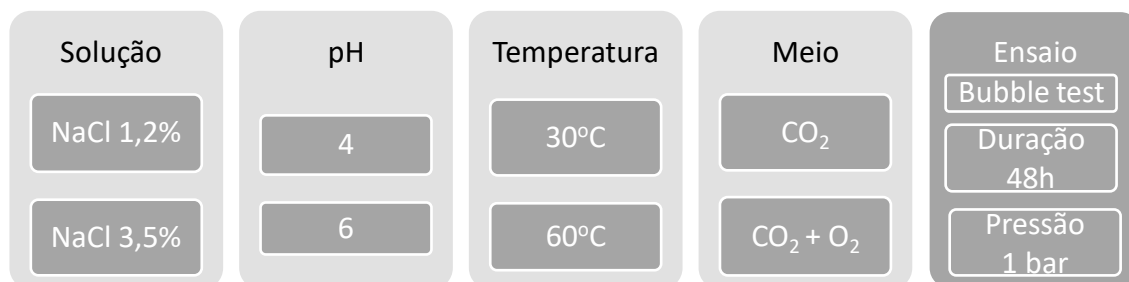 Solução
NaCl 1,2%
NaCl 3,5%
pH
4
6
Temperatura
30°C
60°C
Meio
CO₂
CO₂ + O₂
Ensaio
Bubble test
Duração
48h
Pressão
1 bar